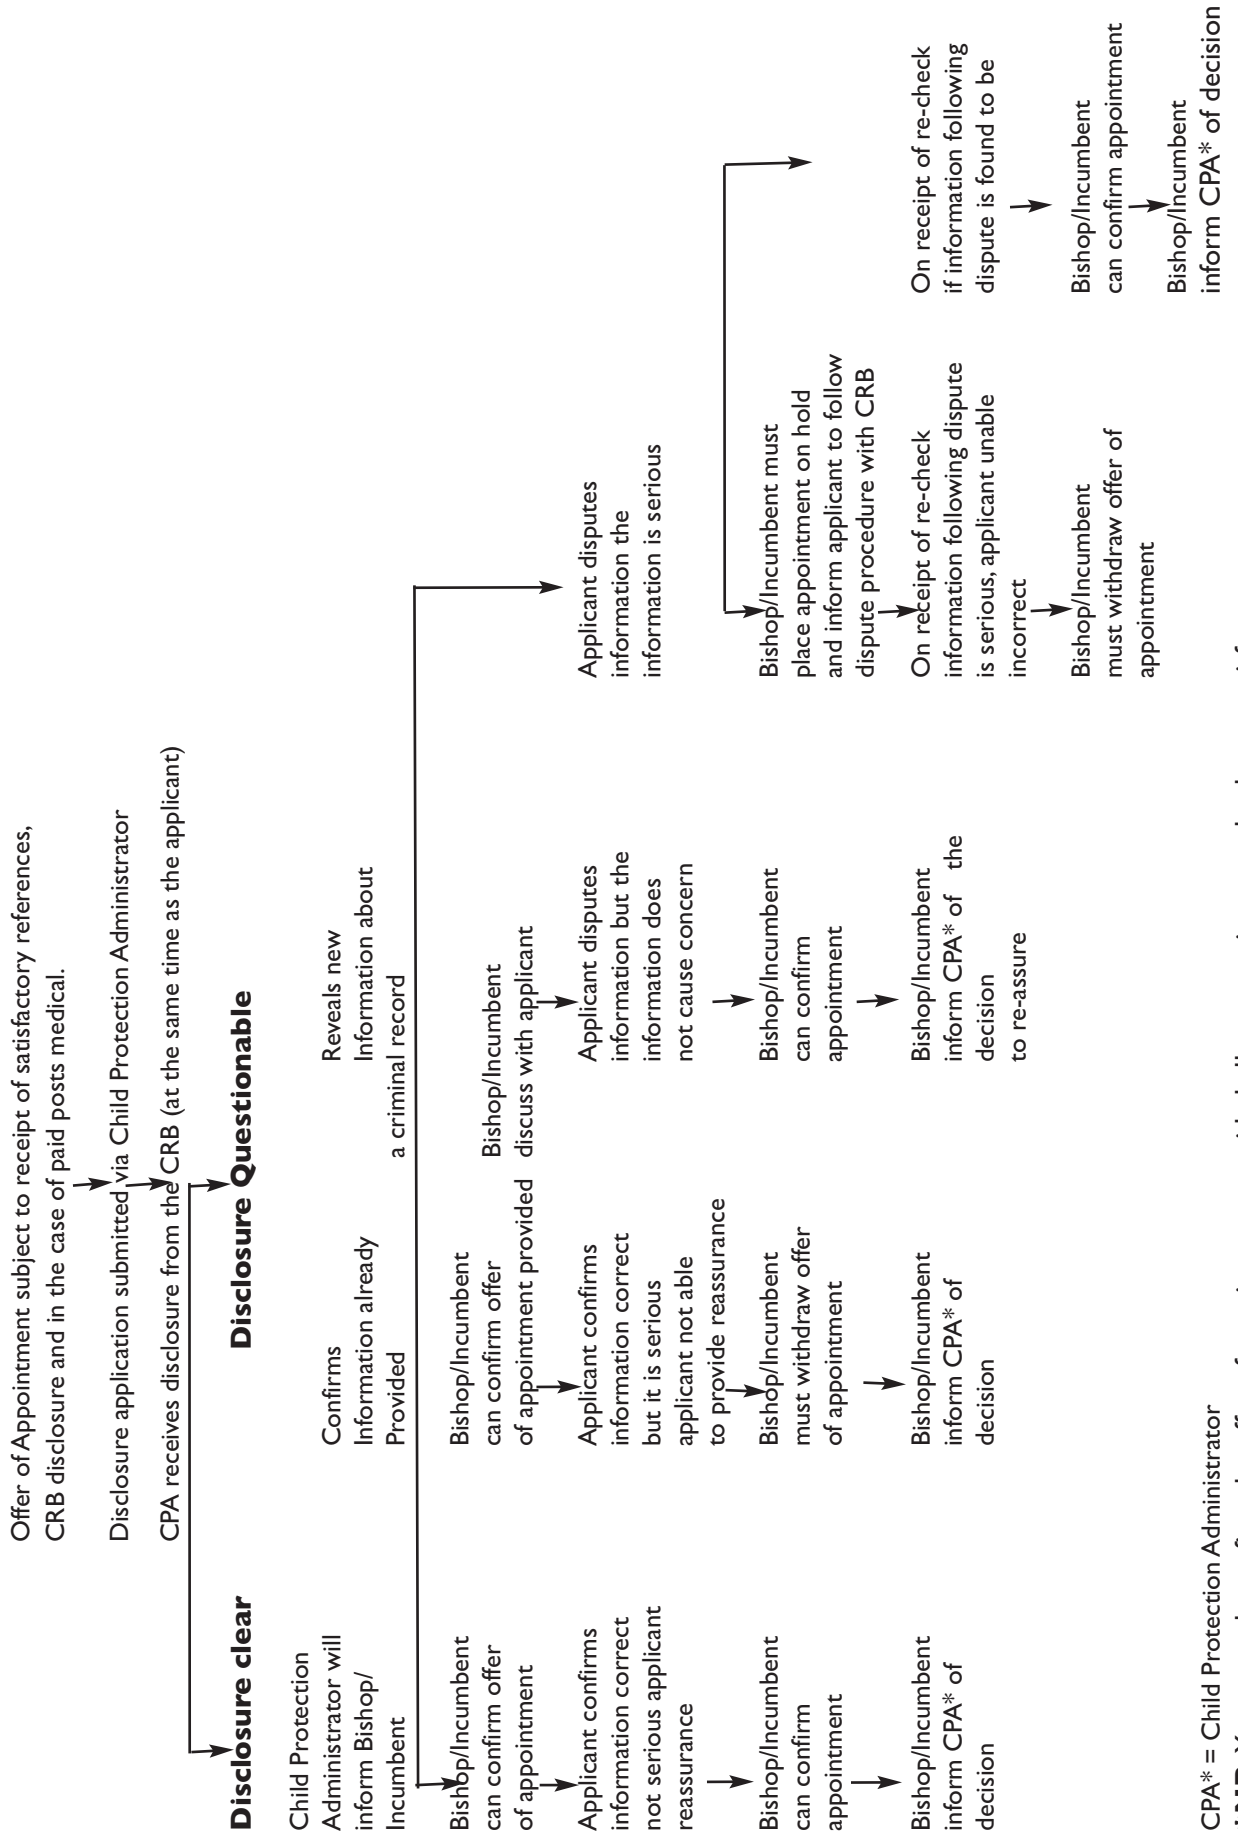 Offer of Appointment subject to receipt of satisfactory references,
CRB disclosure and in the case of paid posts medical.
Disclosure application submitted via Child Protection Administrator
CPA receives disclosure from the CRB (at the same time as the applicant)
Disclosure clear
Disclosure Questionable
Child Protection
Administrator will
inform Bishop/
Incumbent
Confirms
Information already
Provided
Reveals new
Information about
a criminal record
Bishop/Incumbent
can confirm offer
of appointment
Bishop/Incumbent
can confirm offer
of appointment provided
Bishop/Incumbent
discuss with applicant
Applicant confirms
information correct
not serious applicant
reassurance
Applicant confirms
information correct
but it is serious
applicant not able
to provide reassurance
Applicant disputes
information but the
information does
not cause concern
Applicant disputes
information the
information is serious
Bishop/Incumbent
can confirm
appointment
Bishop/Incumbent
must withdraw offer
of appointment
Bishop/Incumbent
can confirm
appointment
Bishop/Incumbent must
place appointment on hold
and inform applicant to follow
dispute procedure with CRB
Bishop/Incumbent
inform CPA* of
decision
Bishop/Incumbent
inform CPA* of
decision
Bishop/Incumbent
inform CPA* of the
decision
to re-assure
On receipt of re-check
information following dispute
is serious, applicant unable
incorrect
On receipt of re-check
if information following
dispute is found to be
Bishop/Incumbent
must withdraw offer of
appointment
Bishop/Incumbent
can confirm appointment
Bishop/Incumbent
inform CPA* of decision
CPA* = Child Protection Administrator